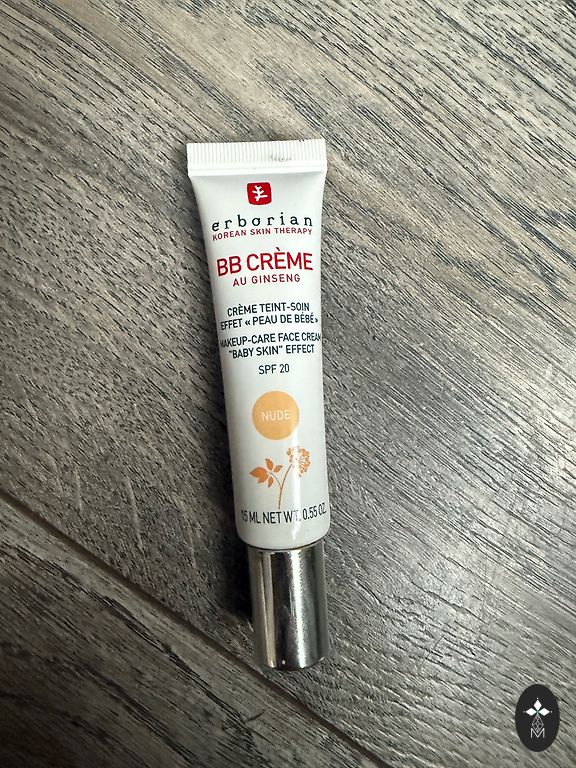 erborian
KOREAN SKIN THERAPY
BB CRÈME
AU GINSENG
CRÈME TEINT-SOIN
EFFET « PEAU DE BÉBÉ »
MAKEUP-CARE FACE CREAM
"BABY SKIN" EFFECT
SPF 20
NUDE
15 ML NET WT. 0.55 OZ.
M